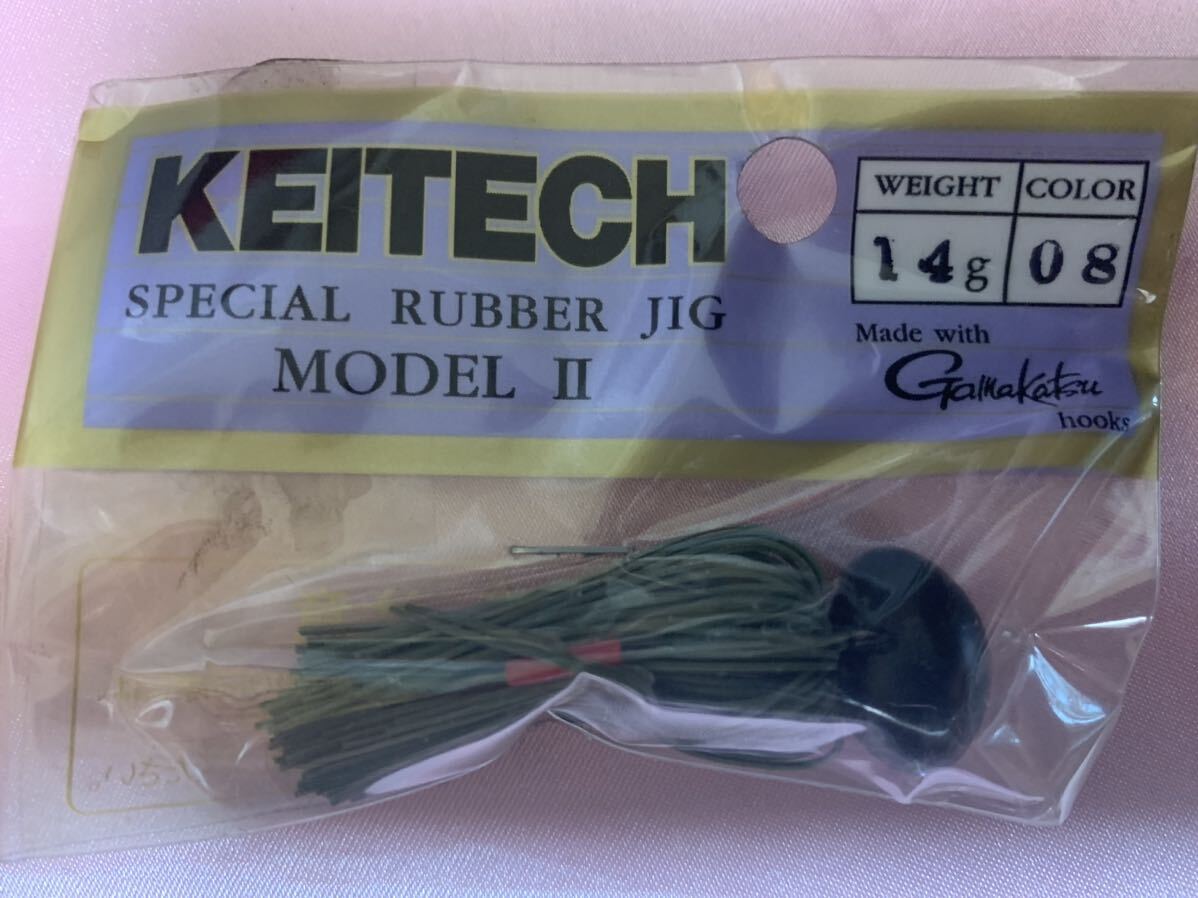 KEITECH
SPECIAL RUBBER JIG
MODEL II
WEIGHT COLOR
14g 08
Made with
Gamakatsu
hooks